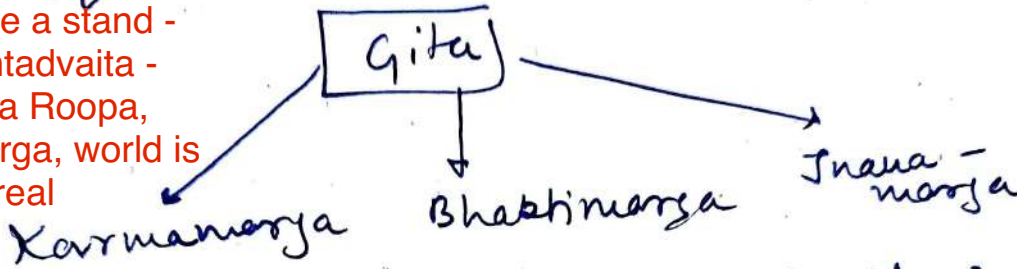 e a stand -
ntadvaita -
a Roopa,
rga, world is
real
Gita
Karmamarga
Bhaktimarga
Jnana-
marga